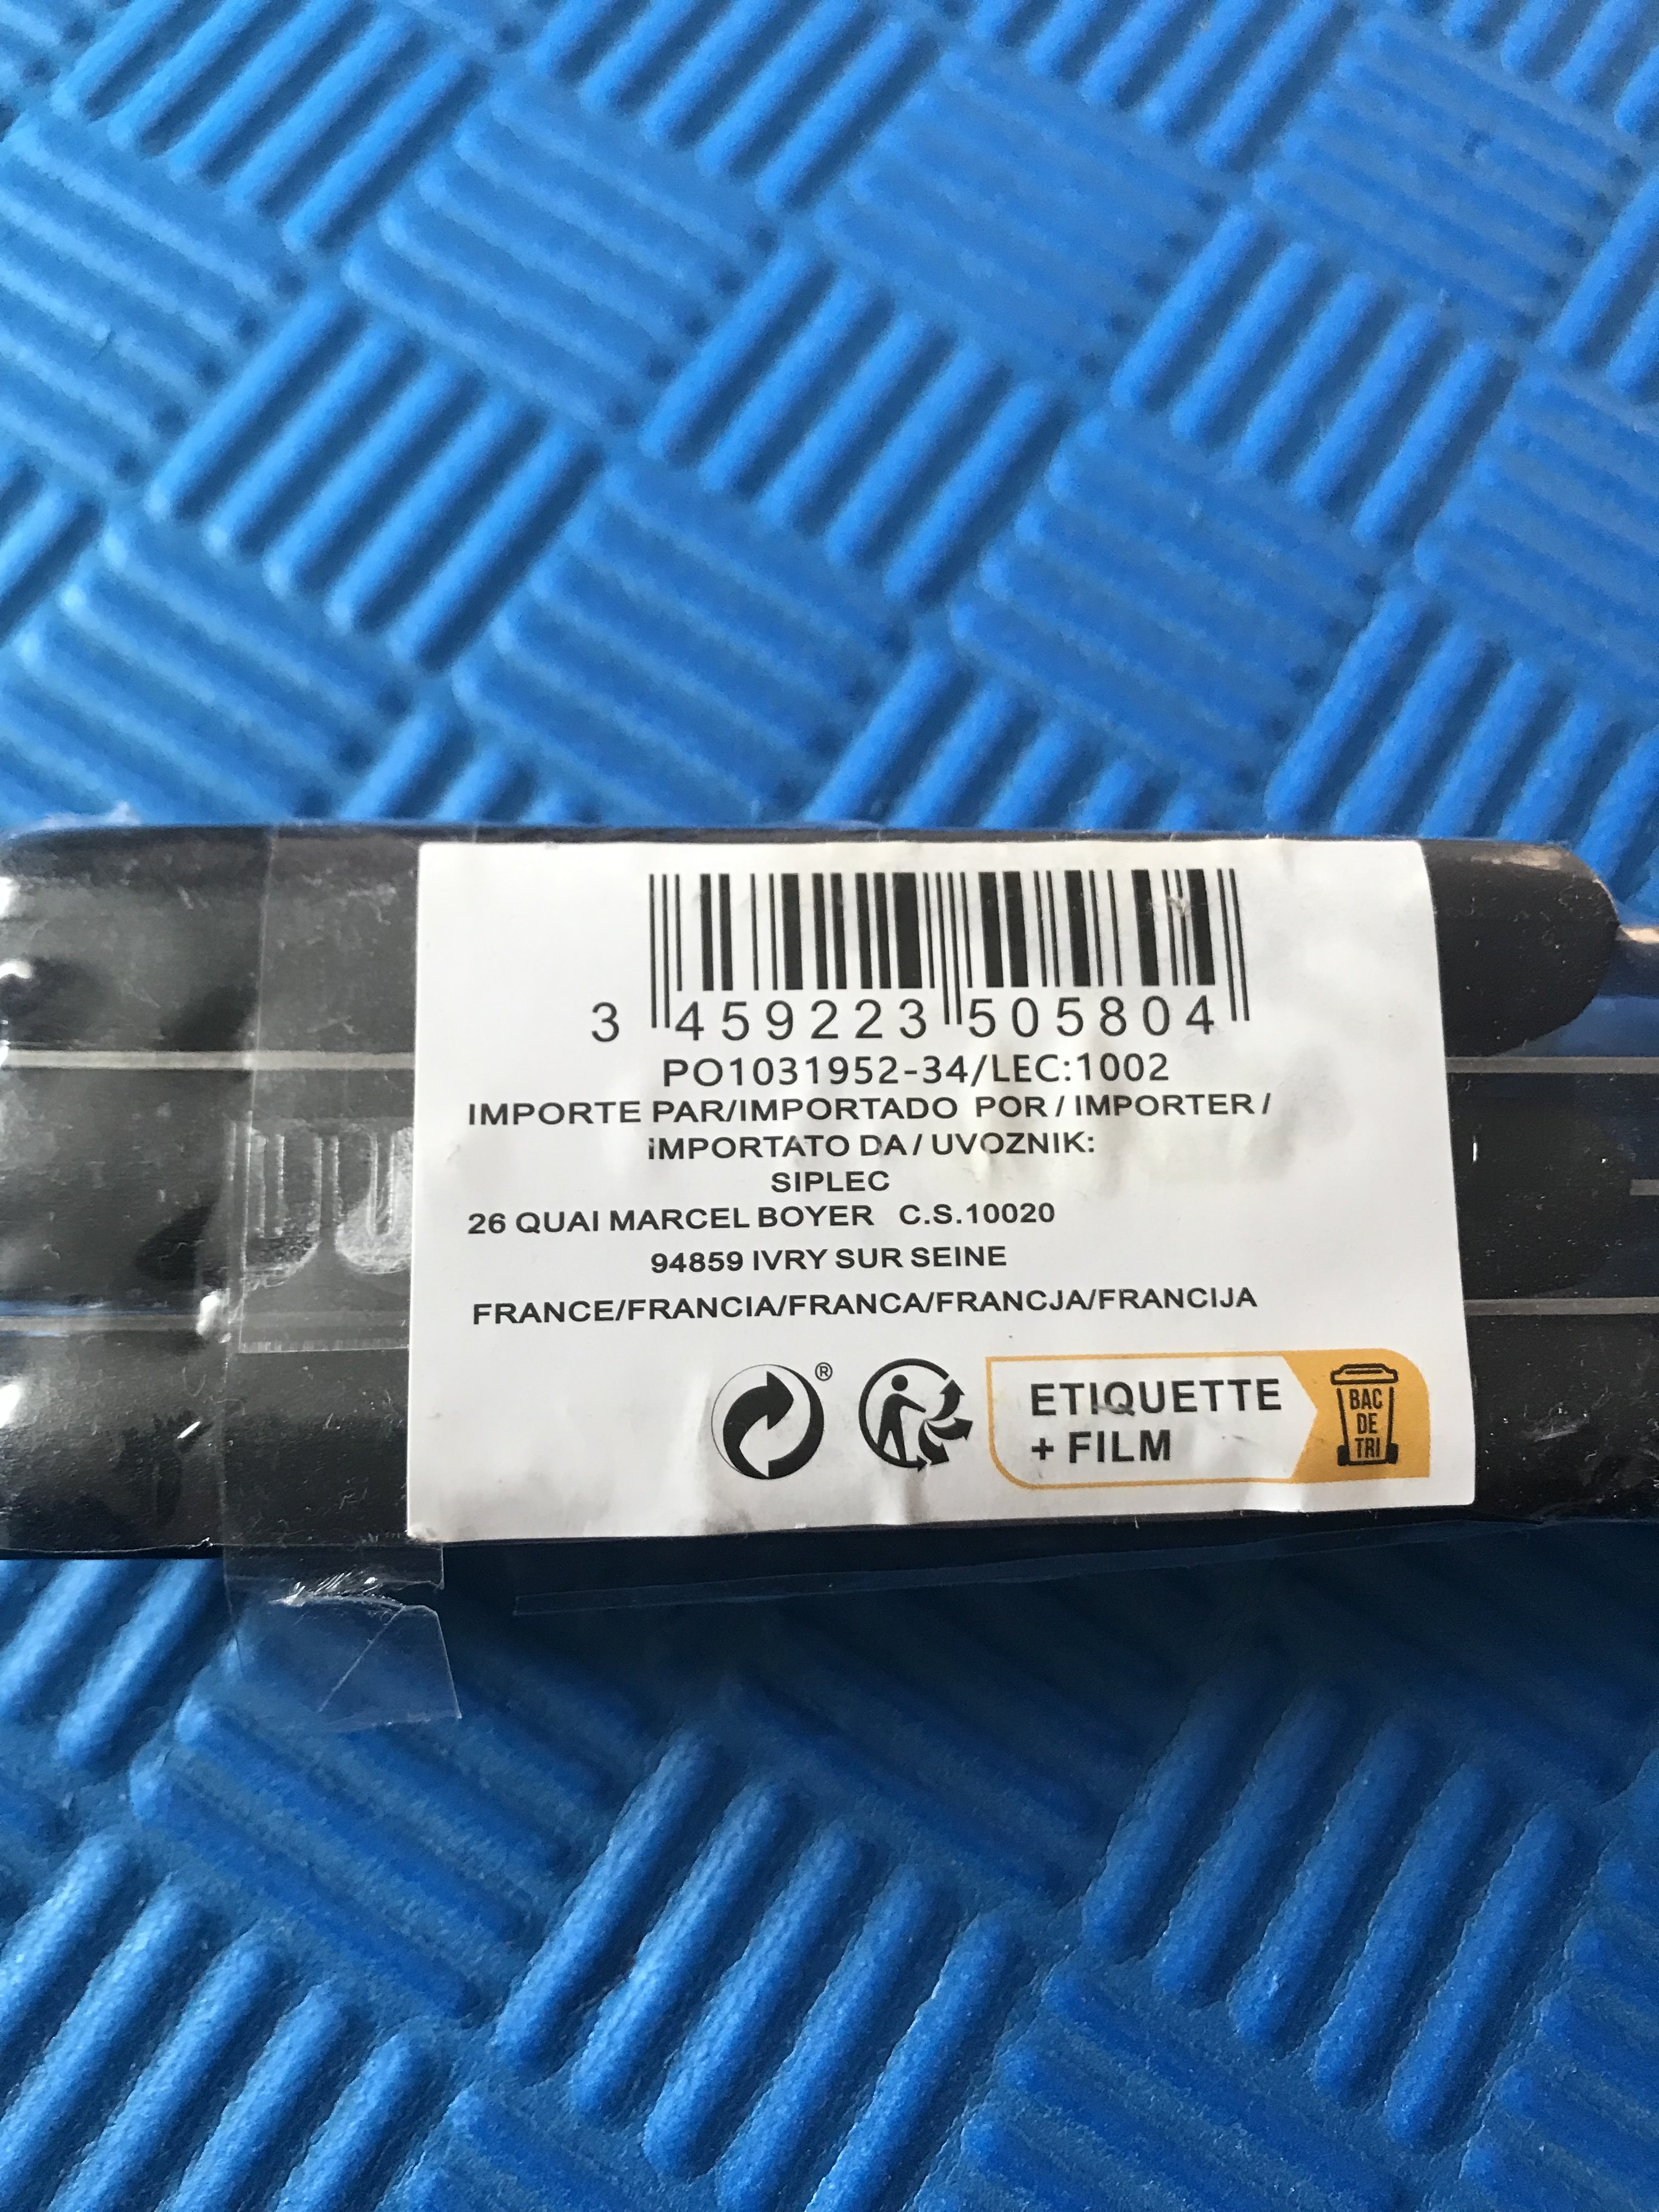 3 459223 505804
PO1031952-34/LEC:1002
IMPORTE PAR/IMPORTADO POR / IMPORTER /
iMPORTATO DA / UVOZNIK:
SIPLEC
26 QUAI MARCEL BOYER C.S.10020
94859 IVRY SUR SEINE
FRANCE/FRANCIA/FRANCA/FRANCJA/FRANCIJA
®
ETIQUETTE
+ FILM
BAC
DE
TRI